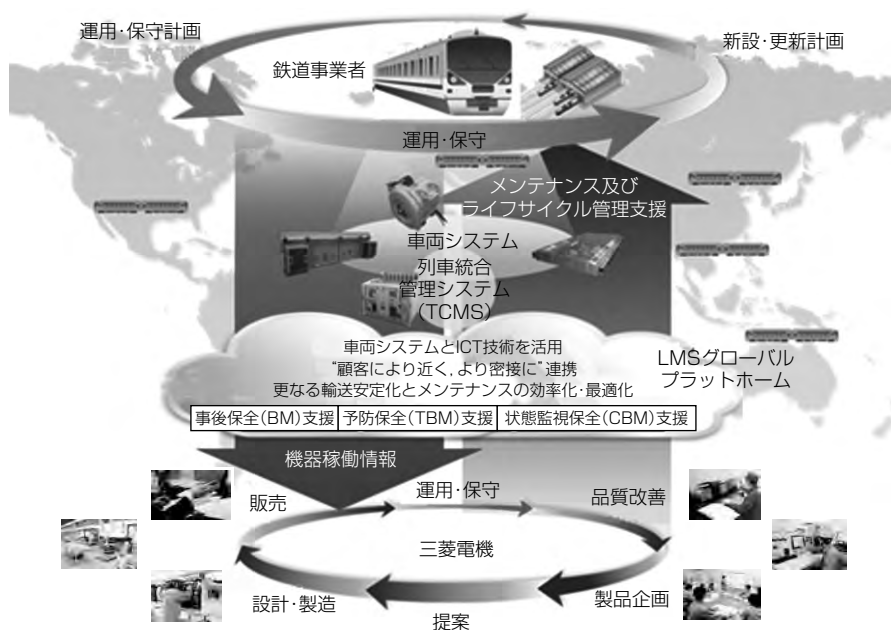 運用・保守計画
新設・更新計画
鉄道事業者
運用・保守
メンテナンス及び
ライフサイクル管理支援
車両システム
列車統合
管理システム
(TCMS)
車両システムとICT技術を活用
“顧客により近く，より密接に”連携
更なる輸送安定化とメンテナンスの効率化・最適化
LMSグローバル
プラットホーム
事後保全(BM)支援 予防保全(TBM)支援 状態監視保全(CBM)支援
機器稼働情報
販売
運用・保守
品質改善
三菱電機
設計・製造
製品企画
提案